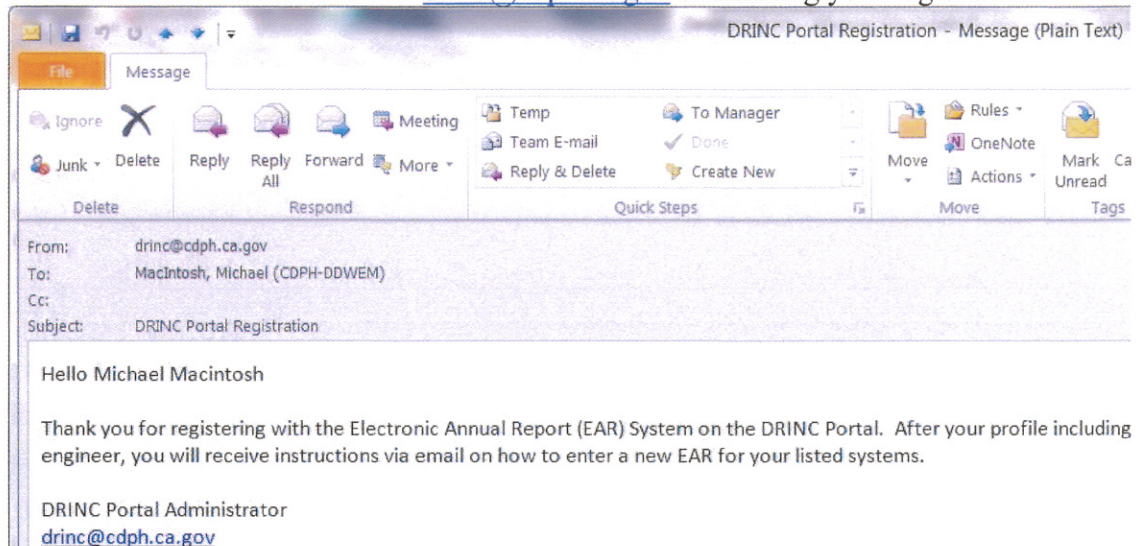 DRINC Portal Registration - Message (Plain Text)
File Message
Ignore
Junk
Delete
Reply
Reply All
Forward
Meeting
More
Temp
Team E-mail
Reply & Delete
To Manager
Done
Create New
Move
Rules
OneNote
Actions
Mark Unread
Ca
Delete Respond Quick Steps Move Tags
From: drinc@cdph.ca.gov
To: MacIntosh, Michael (CDPH-DDWEM)
Cc:
Subject: DRINC Portal Registration
Hello Michael Macintosh
Thank you for registering with the Electronic Annual Report (EAR) System on the DRINC Portal. After your profile including
engineer, you will receive instructions via email on how to enter a new EAR for your listed systems.
DRINC Portal Administrator
drinc@cdph.ca.gov